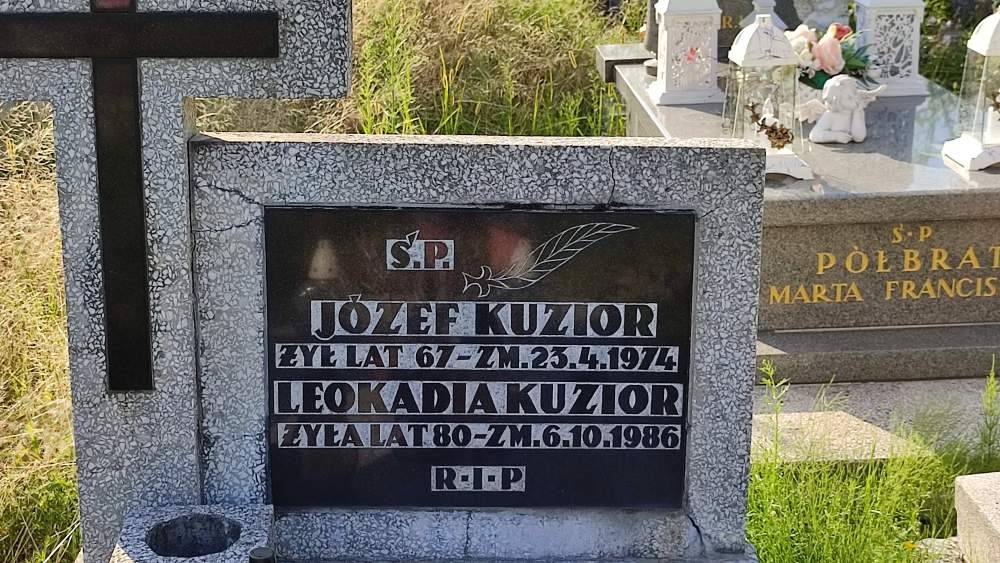 Ś.P.
JÓZEF KUZIOR
ŻYŁ LAT 67-ZM.23.4.1974
LEOKADIA KUZIOR
ŻYŁA LAT 80-ZM.6.10.1986
R·I·P
Ś·P
PÓŁBRAT
MARTA FRANCIS